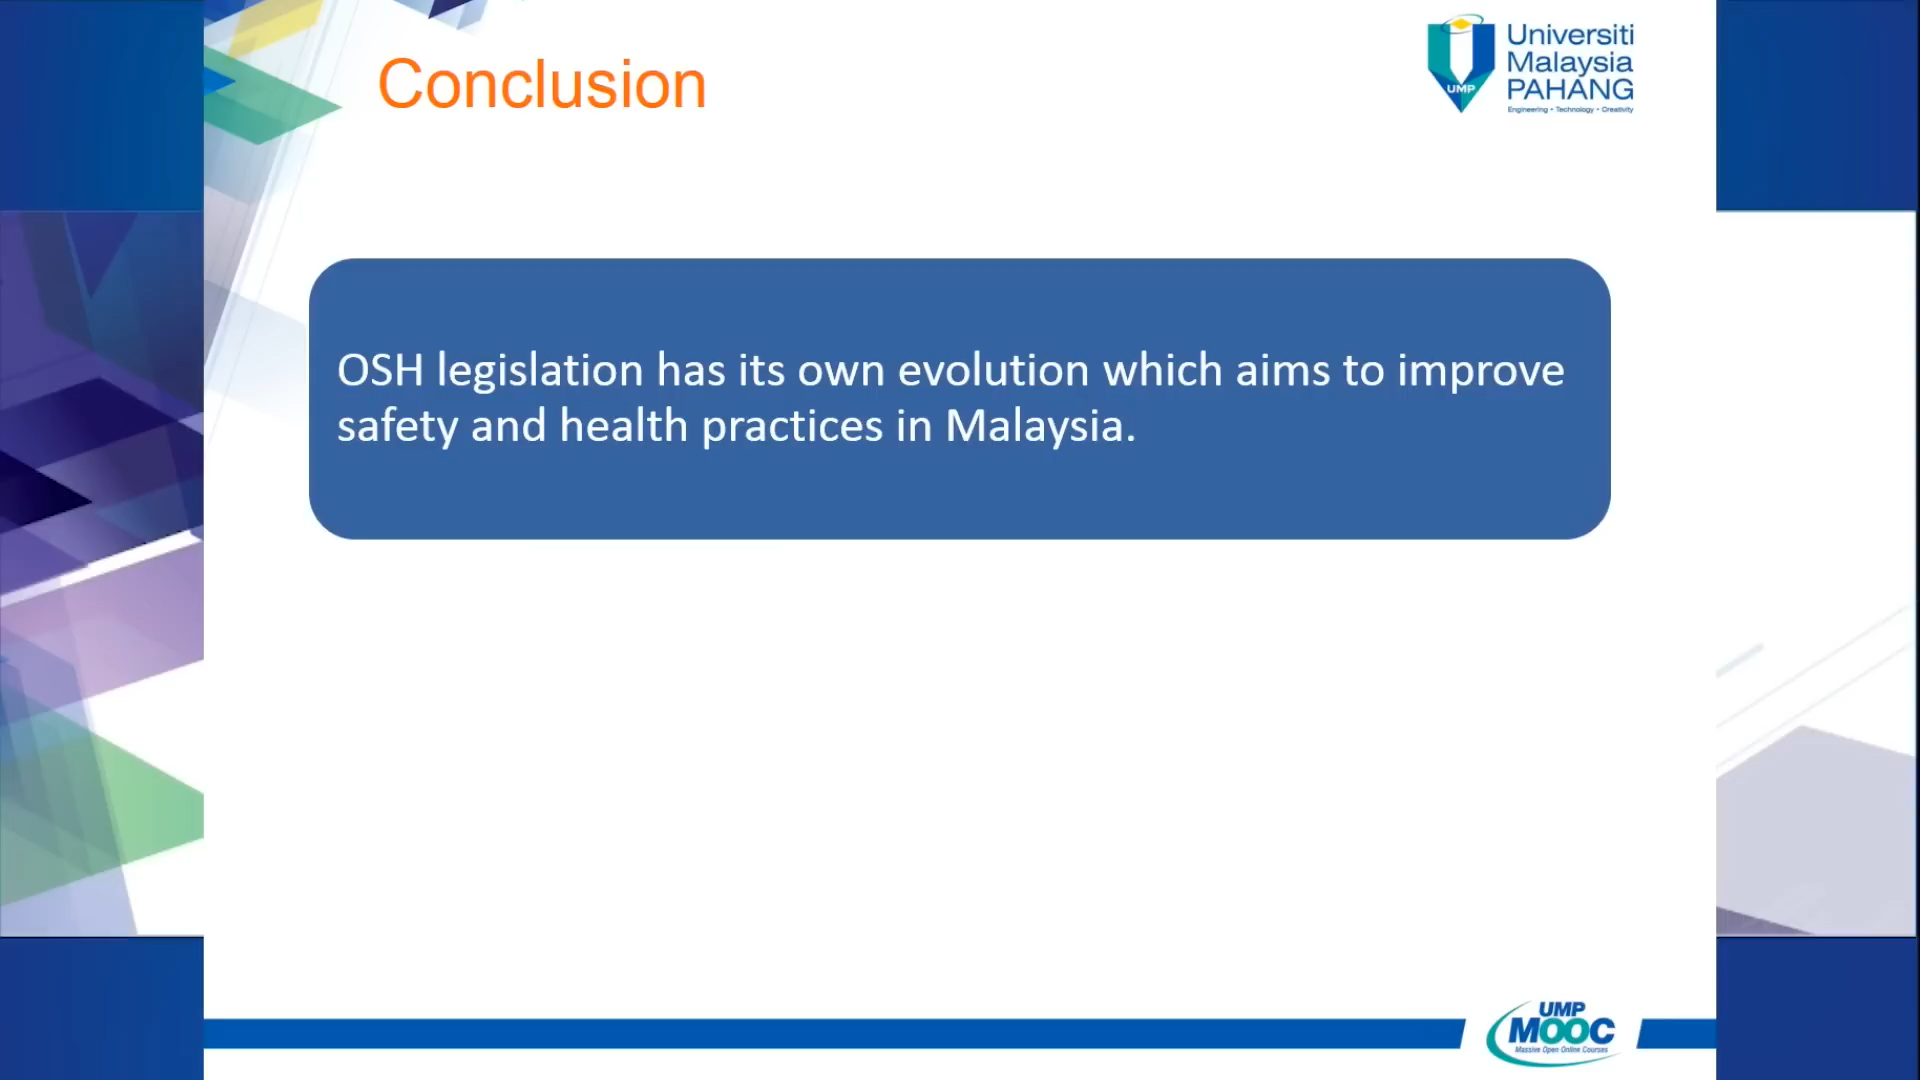 Conclusion
Universiti
Malaysia
PAHANG
Engineering • Technology • Creativity
UMP
OSH legislation has its own evolution which aims to improve
safety and health practices in Malaysia.
UMP
MOOC
Massive Open Online Courses